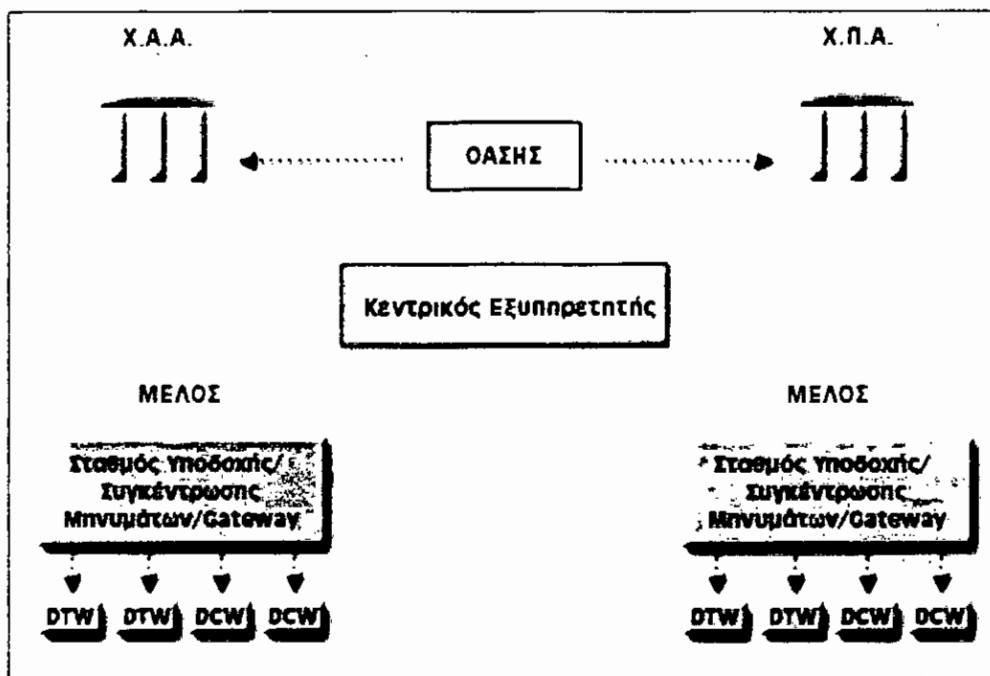 Χ.Α.Α.
Χ.Π.Α.
ΟΑΣΗΣ
Κεντρικός Εξυπηρετητής
ΜΕΛΟΣ
ΜΕΛΟΣ
Σταθμός Υποδοχής/
Συγκέντρωσης
Μηνυμάτων/Gateway
Σταθμός Υποδοχής/
Συγκέντρωσης
Μηνυμάτων/Gateway
DTW DTW DCW DCW
DTW DTW DCW DCW